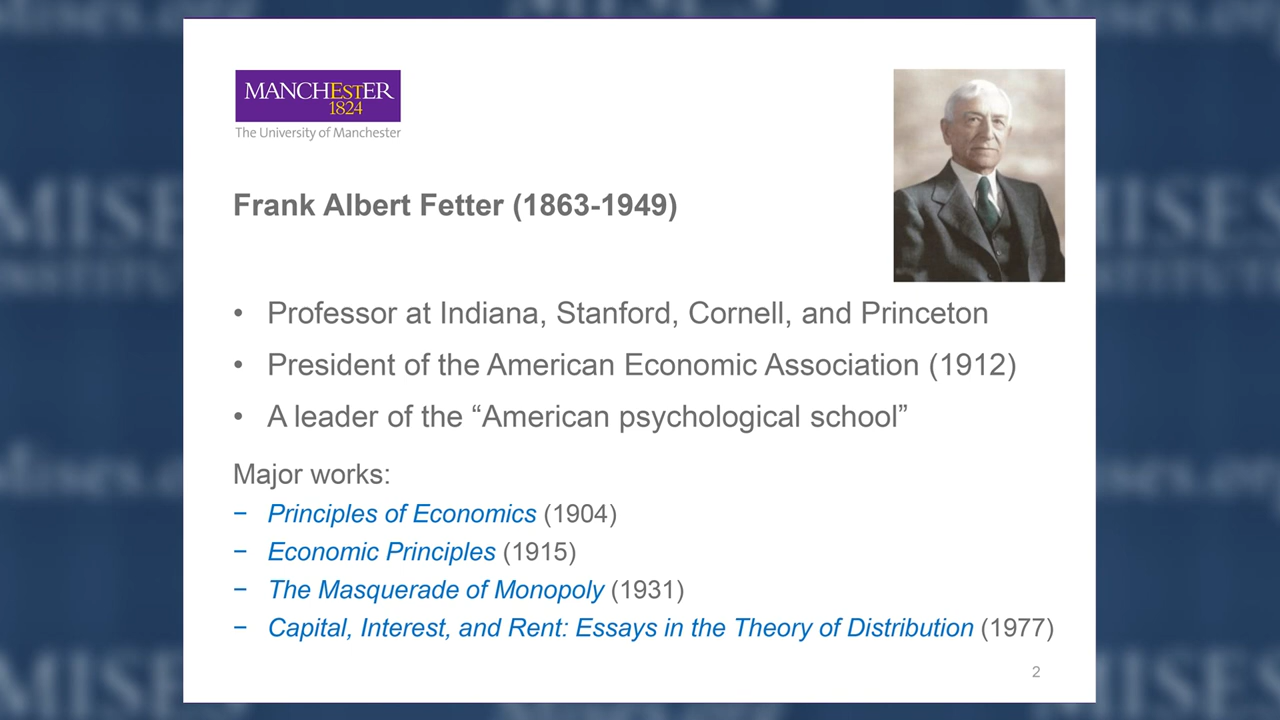 MANCHEsTER
1824
The University of Manchester
Frank Albert Fetter (1863-1949)
• Professor at Indiana, Stanford, Cornell, and Princeton
• President of the American Economic Association (1912)
• A leader of the “American psychological school”
Major works:
− Principles of Economics (1904)
− Economic Principles (1915)
− The Masquerade of Monopoly (1931)
− Capital, Interest, and Rent: Essays in the Theory of Distribution (1977)
2